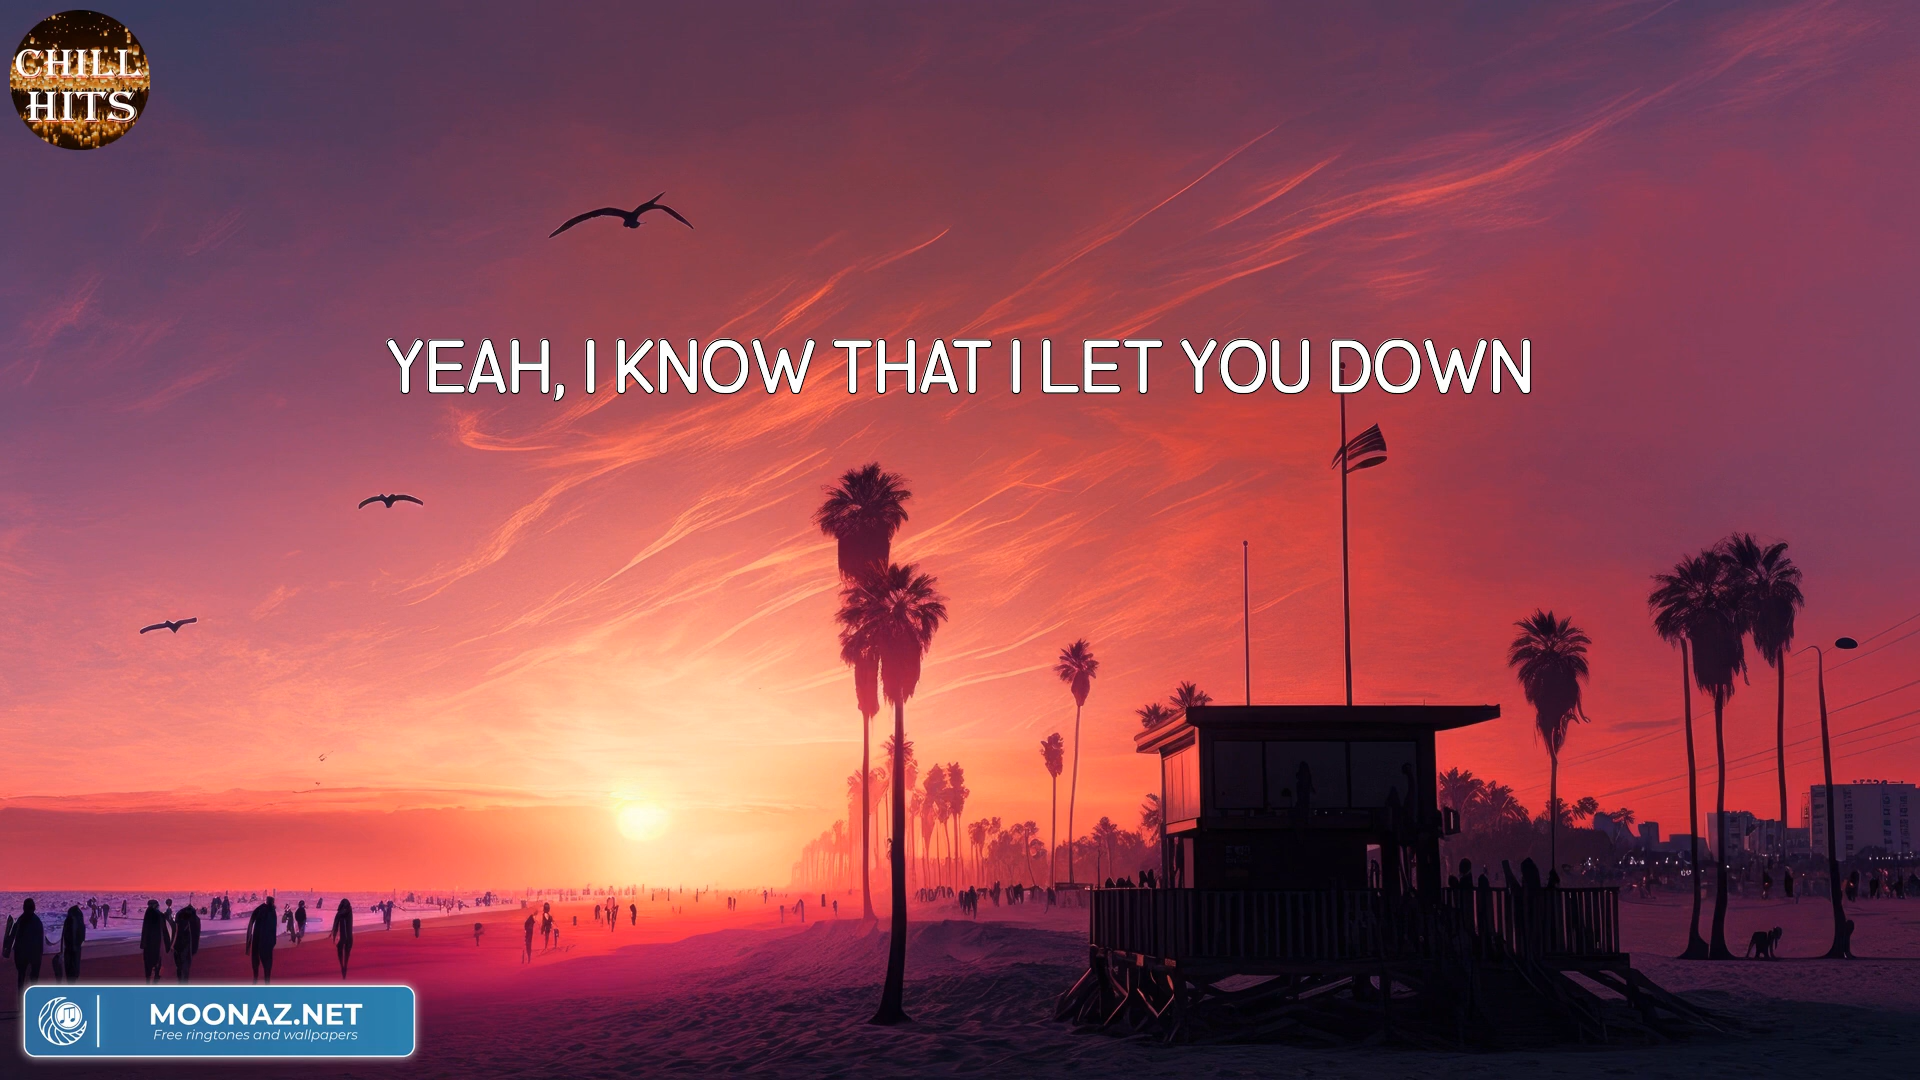 CHILL
HITS
YEAH, I KNOW THAT I LET YOU DOWN
MOONAZ.NET
Free ringtones and wallpapers